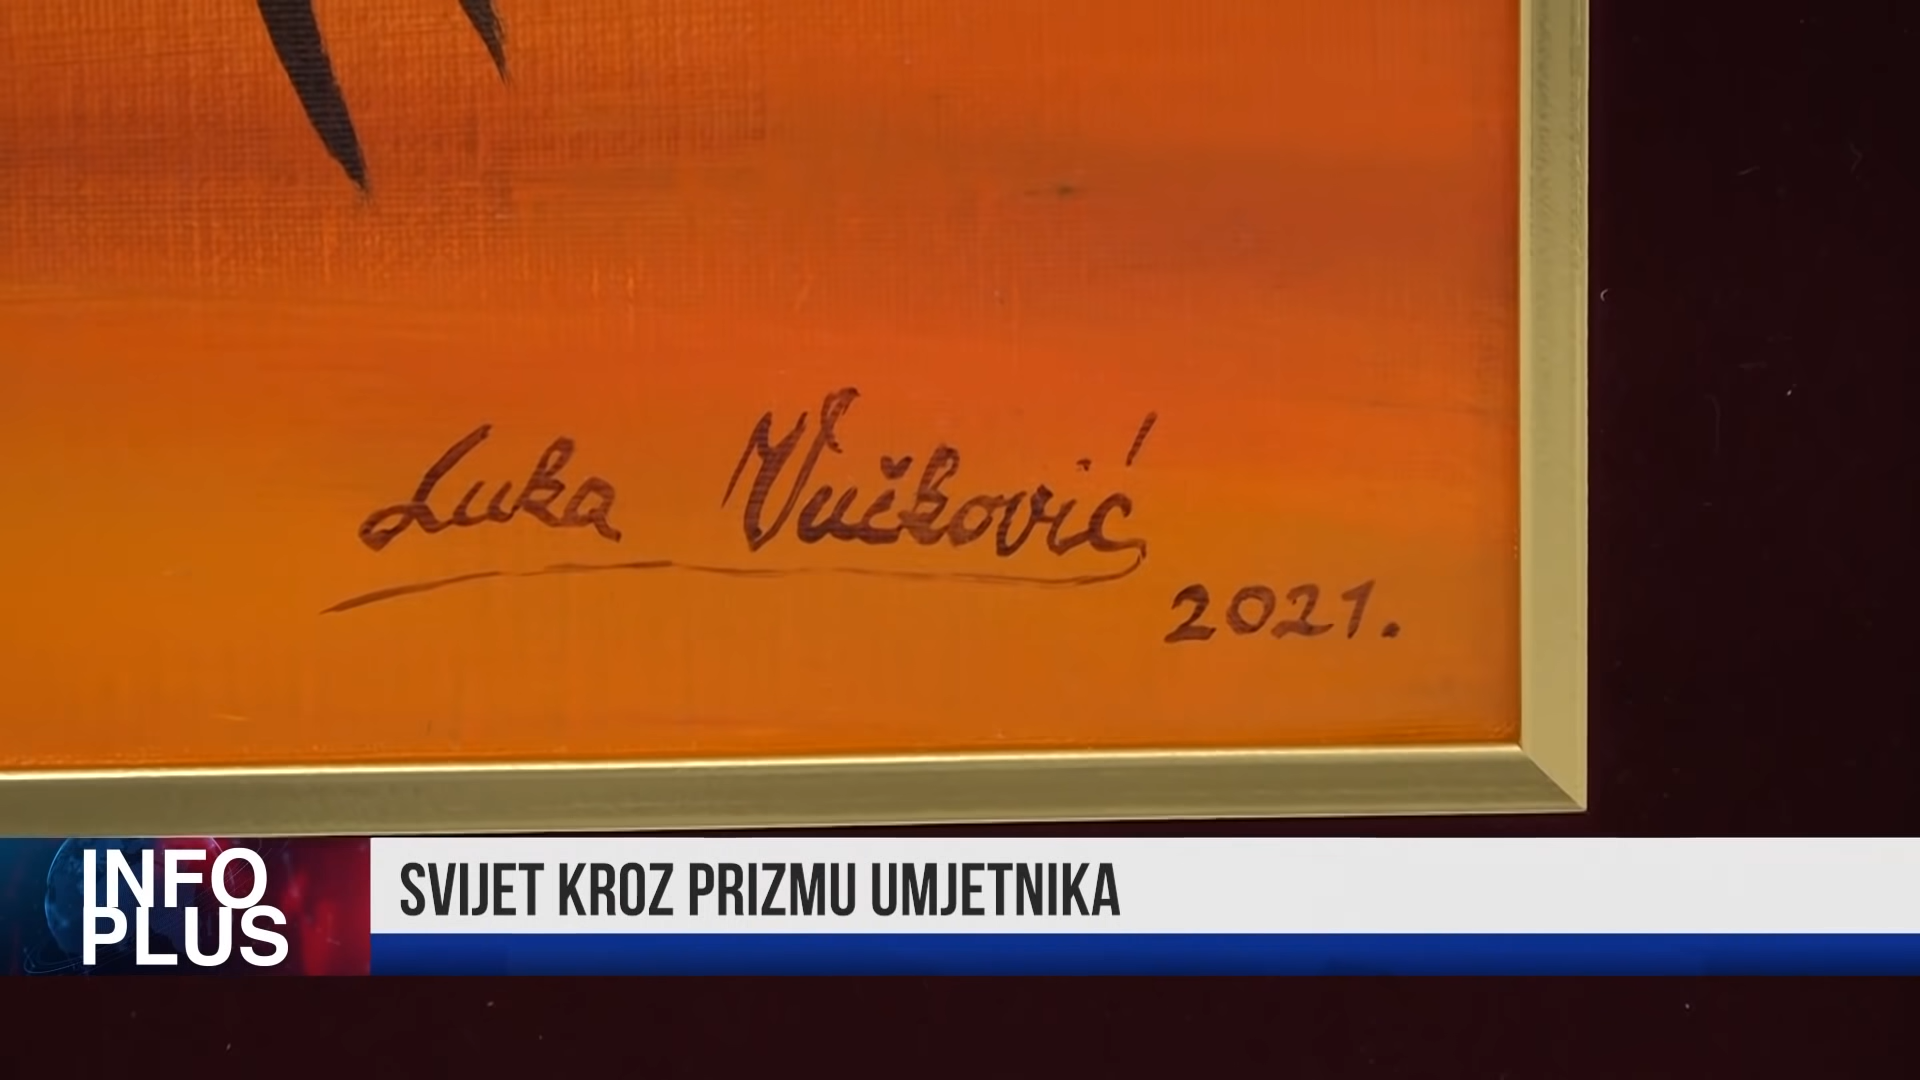 Luka Vučković
2021.
INFO
PLUS
SVIJET KROZ PRIZMU UMJETNIKA